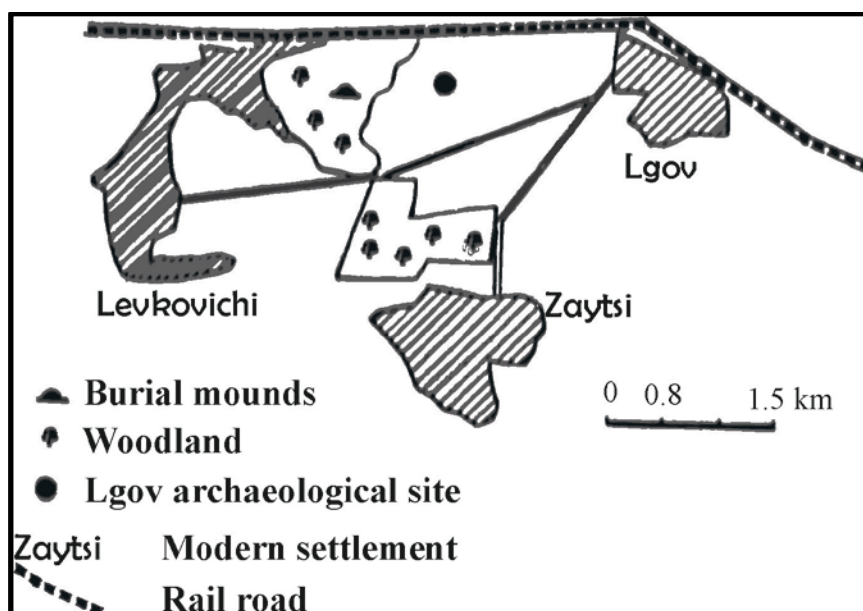 Lgov
Levkovichi
Zaytsi
Burial mounds
0 0.8 1.5 km
Woodland
Lgov archaeological site
Zaytsi Modern settlement
Rail road